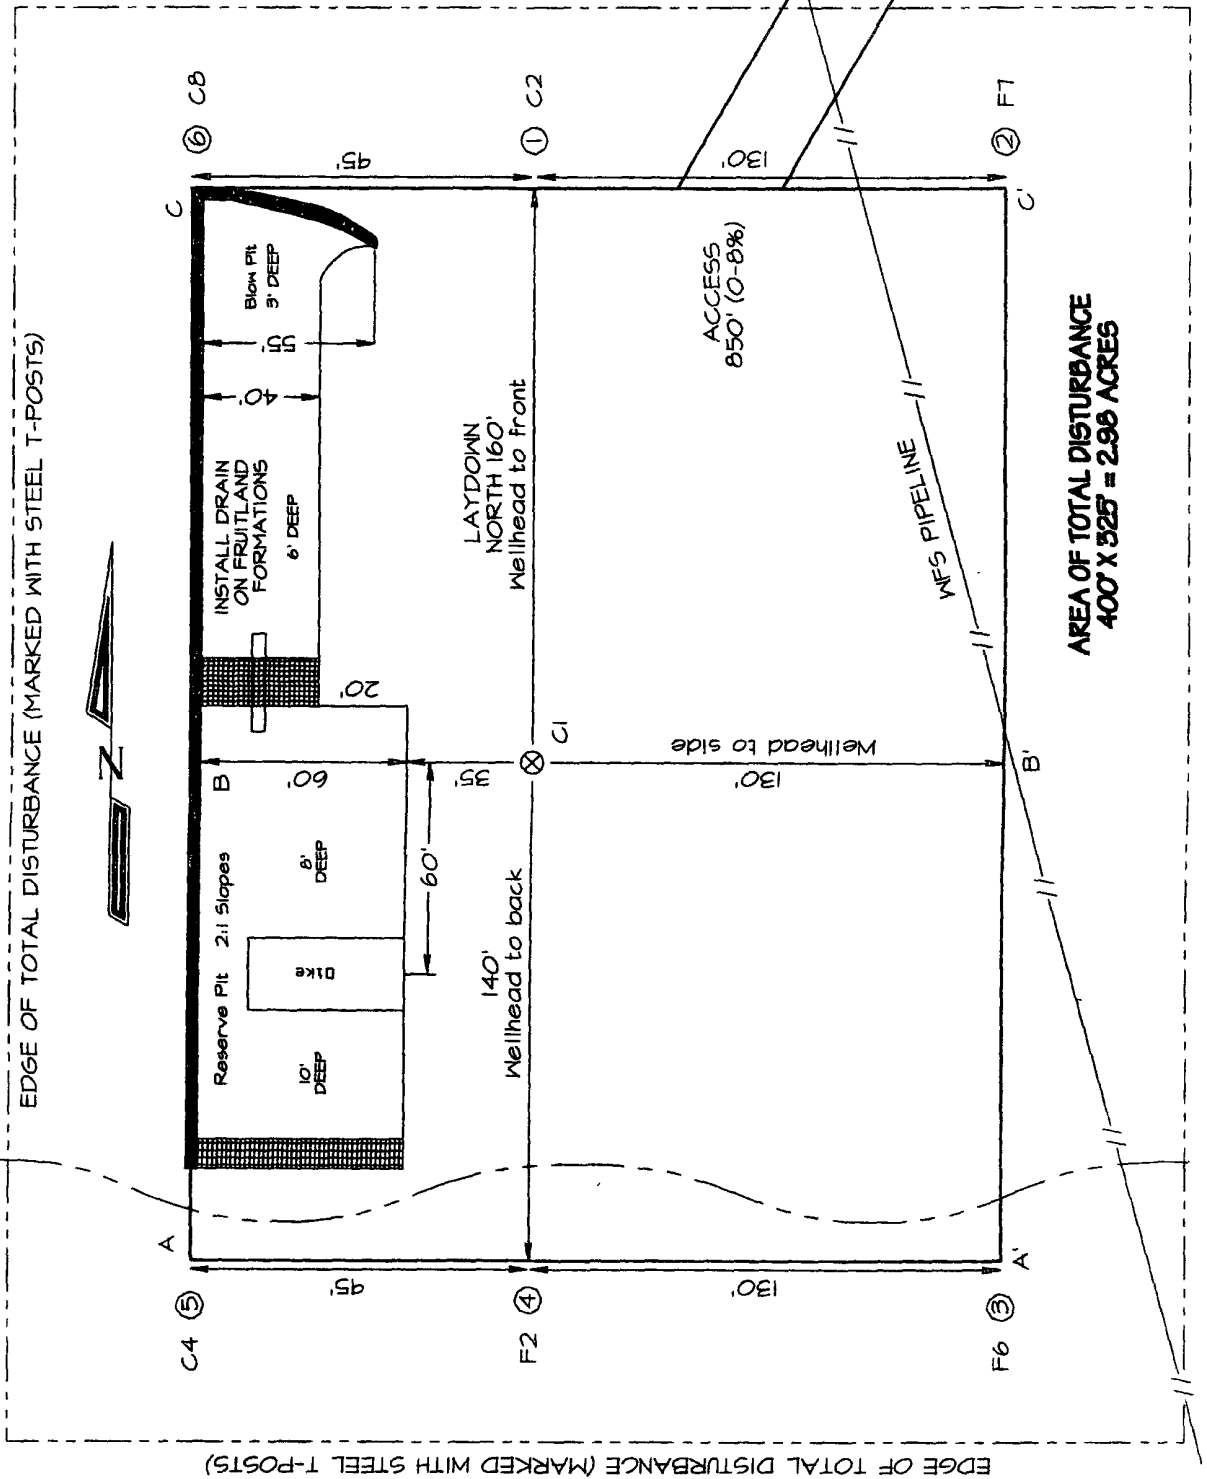 EDGE OF TOTAL DISTURBANCE (MARKED WITH STEEL T-POSTS)
N
C4 ⑤
A
45'
F2 ④
130'
F6 ③
A'
Reserve Pit 2:1 Slopes
10'
DEEP
Dike
8'
DEEP
B
60'
35'
60'
20'
140'
Wellhead to back
C1
130'
Wellhead to side
B'
INSTALL DRAIN
ON FRUITLAND
FORMATIONS
6' DEEP
40'
55'
Blow Pit
3' DEEP
LAYDOWN
NORTH 160'
Wellhead to front
ACCESS
850' (0-8%)
WFS PIPELINE
C
⑥ C8
45'
① C2
130'
② F7
C'
AREA OF TOTAL DISTURBANCE
400' X 325' = 2.98 ACRES
EDGE OF TOTAL DISTURBANCE (MARKED WITH STEEL T-POSTS)